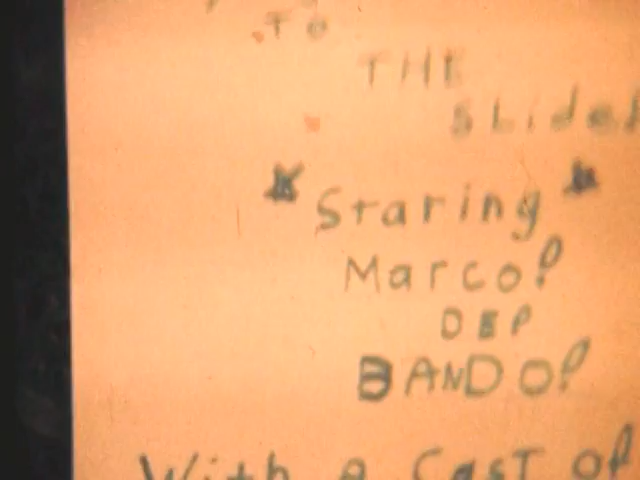 To
THE
Slide
* Staring *
Marco!
DEP
BANDO!
With a Cast of